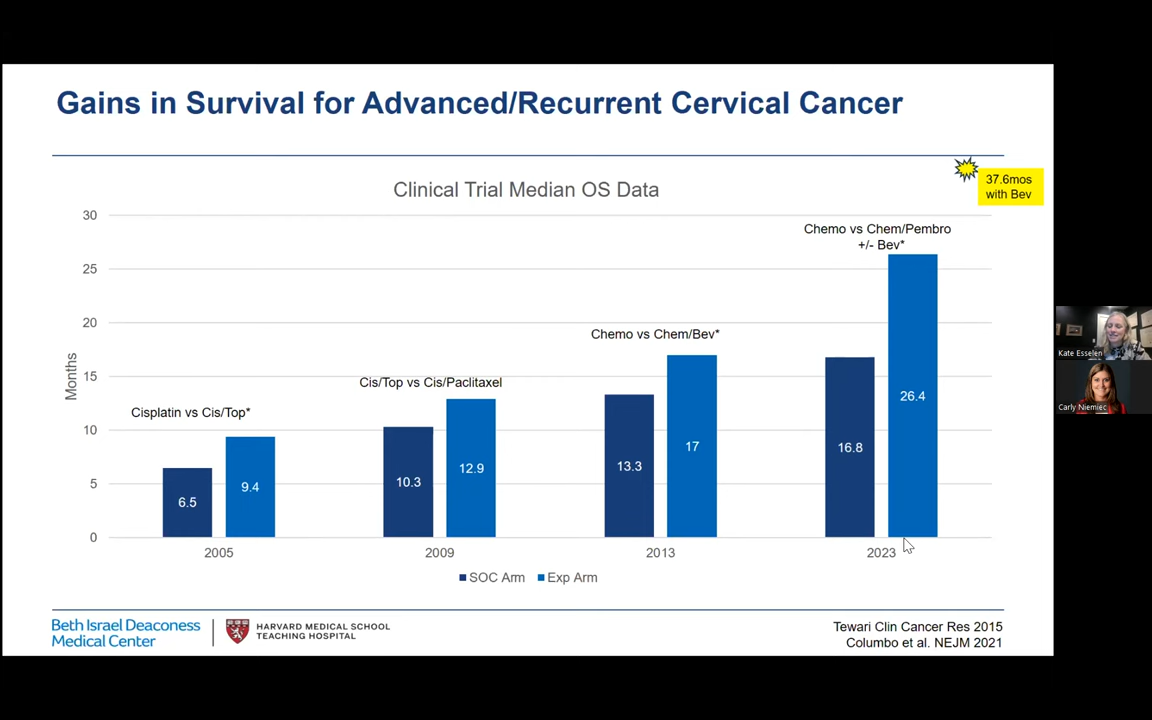 Gains in Survival for Advanced/Recurrent Cervical Cancer
37.6mos
with Bev
Clinical Trial Median OS Data
Months
30
25
20
15
10
5
0
Cisplatin vs Cis/Top*
6.5
9.4
2005
Cis/Top vs Cis/Paclitaxel
10.3
12.9
2009
Chemo vs Chem/Bev*
13.3
17
2013
Chemo vs Chem/Pembro
+/- Bev*
16.8
26.4
2023
SOC Arm
Exp Arm
Beth Israel Deaconess
Medical Center
HARVARD MEDICAL SCHOOL
TEACHING HOSPITAL
Tewari Clin Cancer Res 2015
Columbo et al. NEJM 2021
Kate Esselen
Carly Niemiec